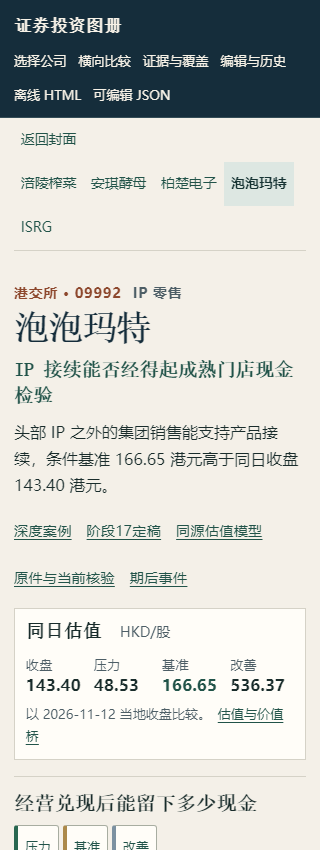 证券投资图册
选择公司 横向比较 证据与覆盖 编辑与历史
离线 HTML 可编辑 JSON
返回封面
涪陵榨菜 安琪酵母 柏楚电子 泡泡玛特
ISRG
港交所 • 09992 IP 零售
泡泡玛特
IP 接续能否经得起成熟门店现金
检验
头部 IP 之外的集团销售能支持产品接
续，条件基准 166.65 港元高于同日收盘
143.40 港元。
深度案例 阶段17定稿 同源估值模型
原件与当前核验 期后事件
同日估值 HKD/股
收盘 压力 基准 改善
143.40 48.53 166.65 536.37
以 2026-11-12 当地收盘比较。 估值与价值
桥
经营兑现后能留下多少现金
压力 基准 改善